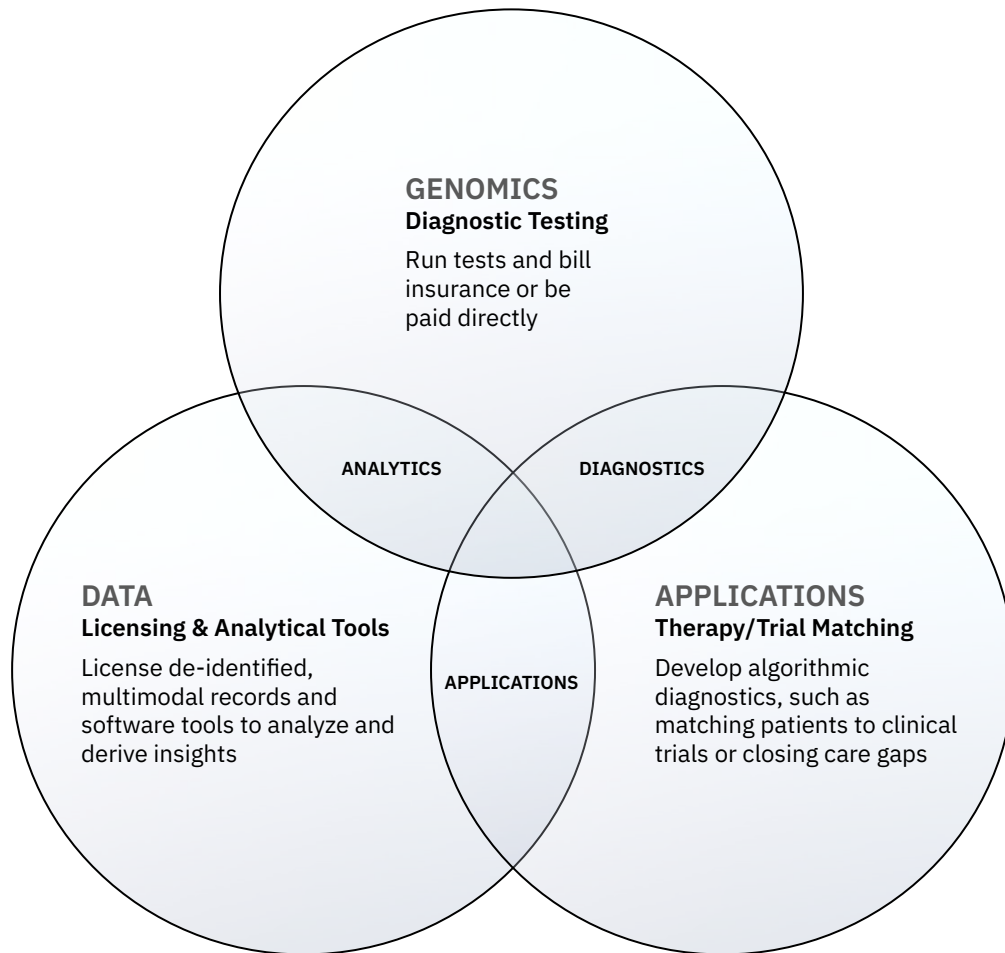 GENOMICS
Diagnostic Testing
Run tests and bill
insurance or be
paid directly
ANALYTICS
DIAGNOSTICS
DATA
Licensing & Analytical Tools
License de-identified,
multimodal records and
software tools to analyze and
derive insights
APPLICATIONS
APPLICATIONS
Therapy/Trial Matching
Develop algorithmic
diagnostics, such as
matching patients to clinical
trials or closing care gaps